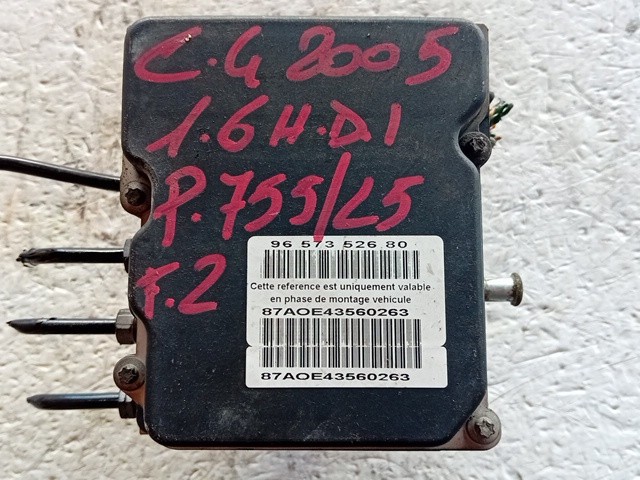 C.4 2005
1.6 H.D.I
P.755/L5
F.2
96 573 526 80
Cette reference est uniquement valable
en phase de montage vehicule
87AOE43560263
87AOE43560263